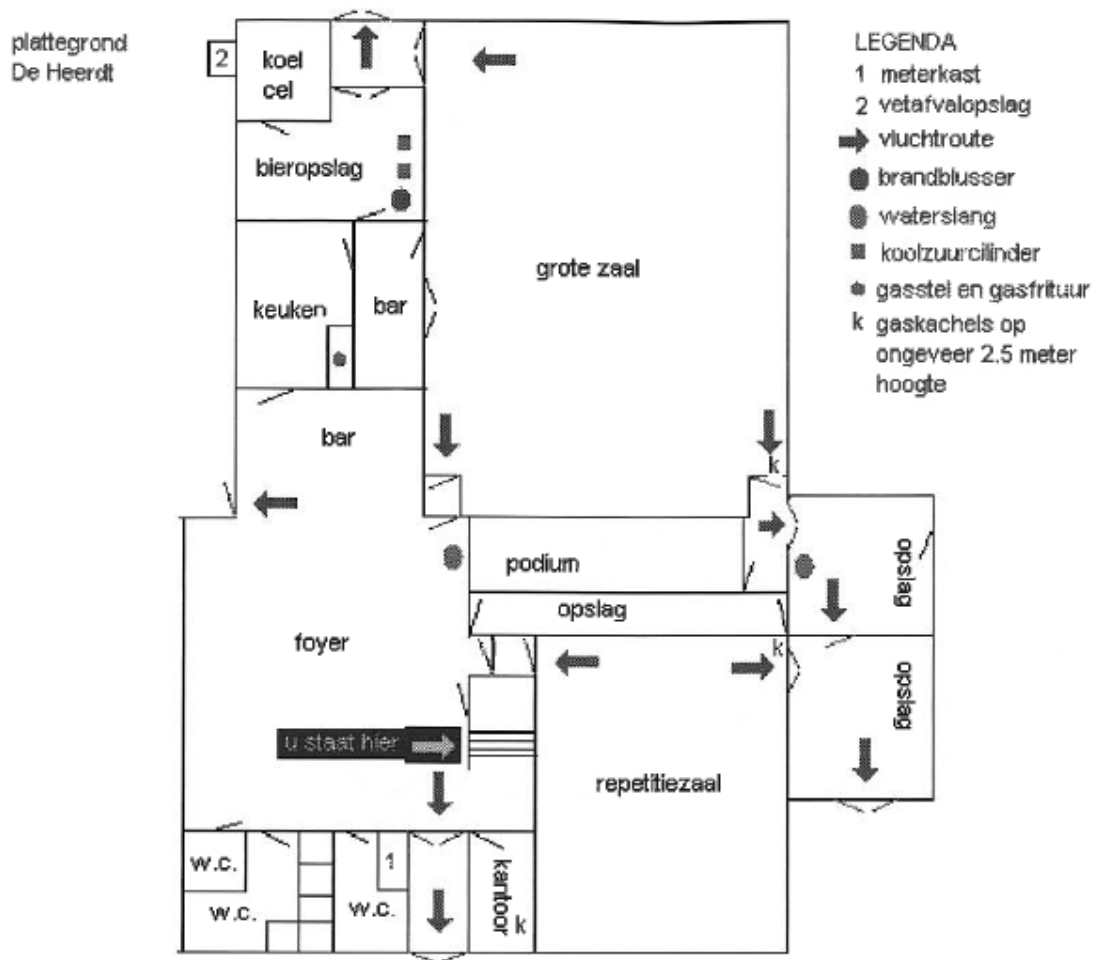 plattegrond
De Heerdt
2
koel
cel
LEGENDA
1 meterkast
2 vetafvalopslag
vluchtroute
brandblusser
waterslang
koolzuurcilinder
gasstel en gasfrituur
k gaskachels op
ongeveer 2.5 meter
hoogte
bieropslag
grote zaal
keuken
bar
bar
k
podium
opslag
opslag
foyer
k
opslag
u staat hier
repetitiezaal
w.c.
w.c.
w.c.
1
kantoor
k